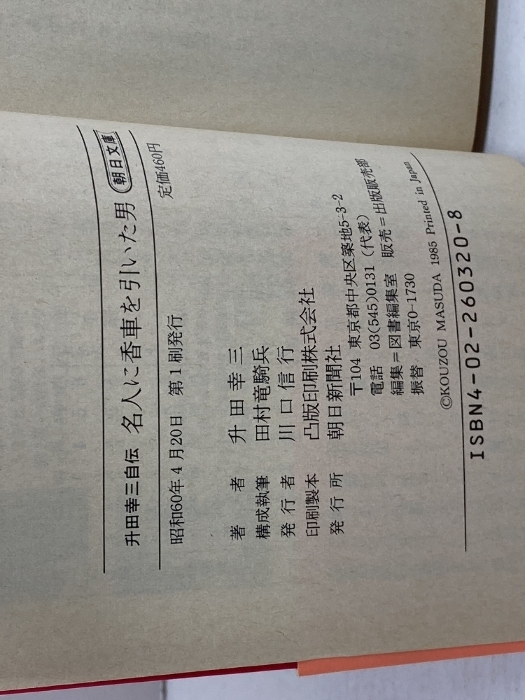 升田幸三自伝 名人に香車を引いた男 朝日文庫
昭和60年4月20日 第1刷発行 定価460円
著者 升田幸三
構成執筆 田村竜騎兵
発行者 川口信行
印刷製本 凸版印刷株式会社
発行所 朝日新聞社
〒104 東京都中央区築地5-3-2
電話 03(545)0131(代表)
編集=図書編集室 販売=出版販売部
振替 東京0-1730
©KOUZOU MASUDA 1985 Printed in Japan
ISBN4-02-260320-8